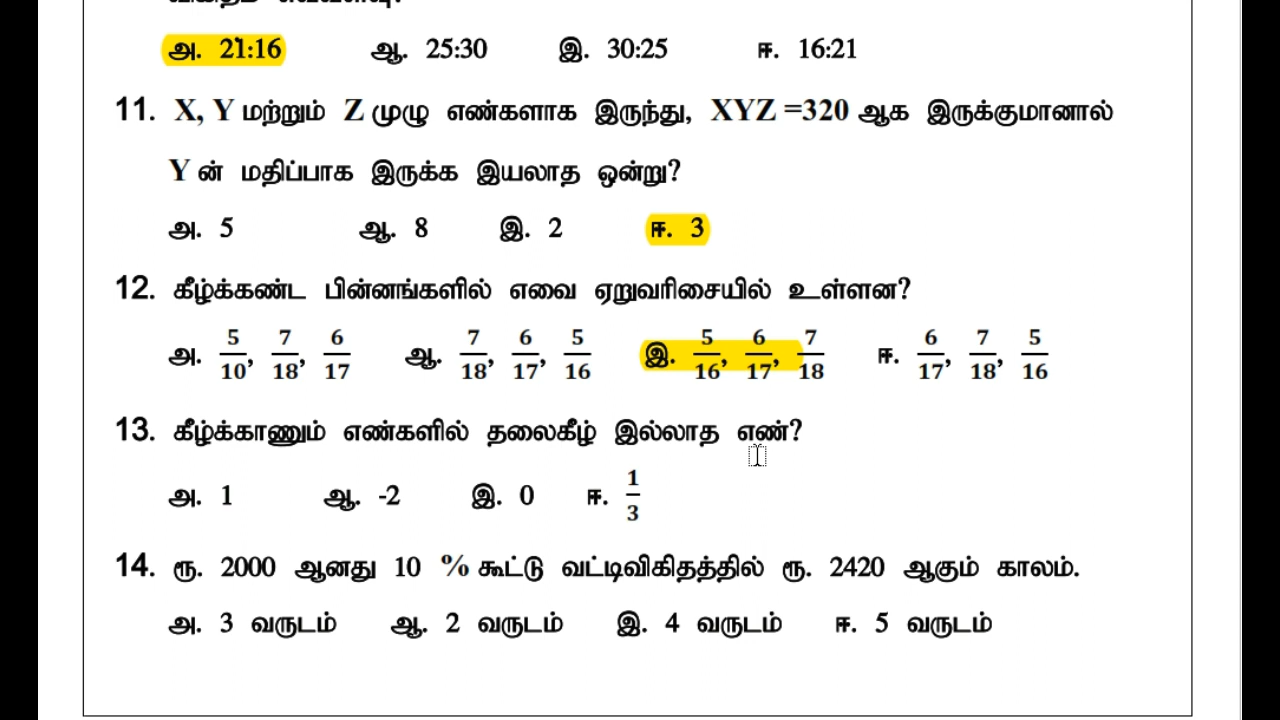 அ. 21:16 ஆ. 25:30 இ. 30:25 ஈ. 16:21
11. X, Y மற்றும் Z முழு எண்களாக இருந்து, XYZ =320 ஆக இருக்குமானால்
Y ன் மதிப்பாக இருக்க இயலாத ஒன்று?
அ. 5 ஆ. 8 இ. 2 ஈ. 3
12. கீழ்க்கண்ட பின்னங்களில் எவை ஏறுவரிசையில் உள்ளன?
அ. 5/10, 7/18, 6/17 ஆ. 7/18, 6/17, 5/16 இ. 5/16, 6/17, 7/18 ஈ. 6/17, 7/18, 5/16
13. கீழ்க்காணும் எண்களில் தலைகீழ் இல்லாத எண்?
அ. 1 ஆ. -2 இ. 0 ஈ. 1/3
14. ரூ. 2000 ஆனது 10 % கூட்டு வட்டிவிகிதத்தில் ரூ. 2420 ஆகும் காலம்.
அ. 3 வருடம் ஆ. 2 வருடம் இ. 4 வருடம் ஈ. 5 வருடம்